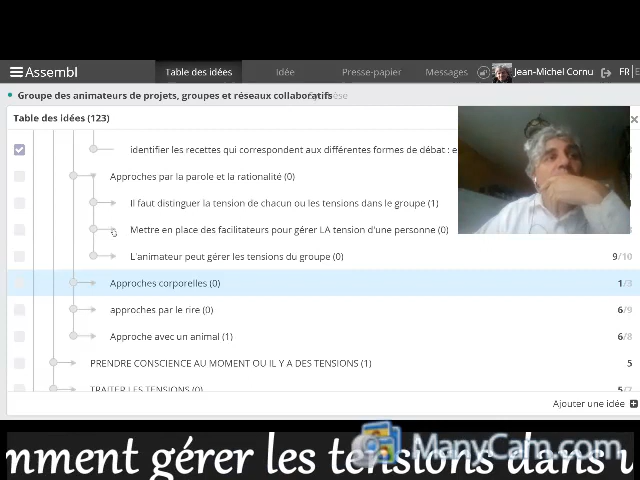 Assembl Table des idées Idée Presse-papier Messages Jean-Michel Cornu FR
Groupe des animateurs de projets, groupes et réseaux collaboratifs
Table des idées (123)
identifier les recettes qui correspondent aux différentes formes de débat : e
Approches par la parole et la rationalité (0)
Il faut distinguer la tension de chacun ou les tensions dans le groupe (1)
Mettre en place des facilitateurs pour gérer LA tension d'une personne (0)
L'animateur peut gérer les tensions du groupe (0) 9/10
Approches corporelles (0) 1/3
approches par le rire (0) 6/9
Approche avec un animal (1) 6/8
PRENDRE CONSCIENCE AU MOMENT OU IL Y A DES TENSIONS (1) 5
TRAITER LES TENSIONS (0) 5/7
Ajouter une idée
mment gérer les tensions dans u
ManyCam.com